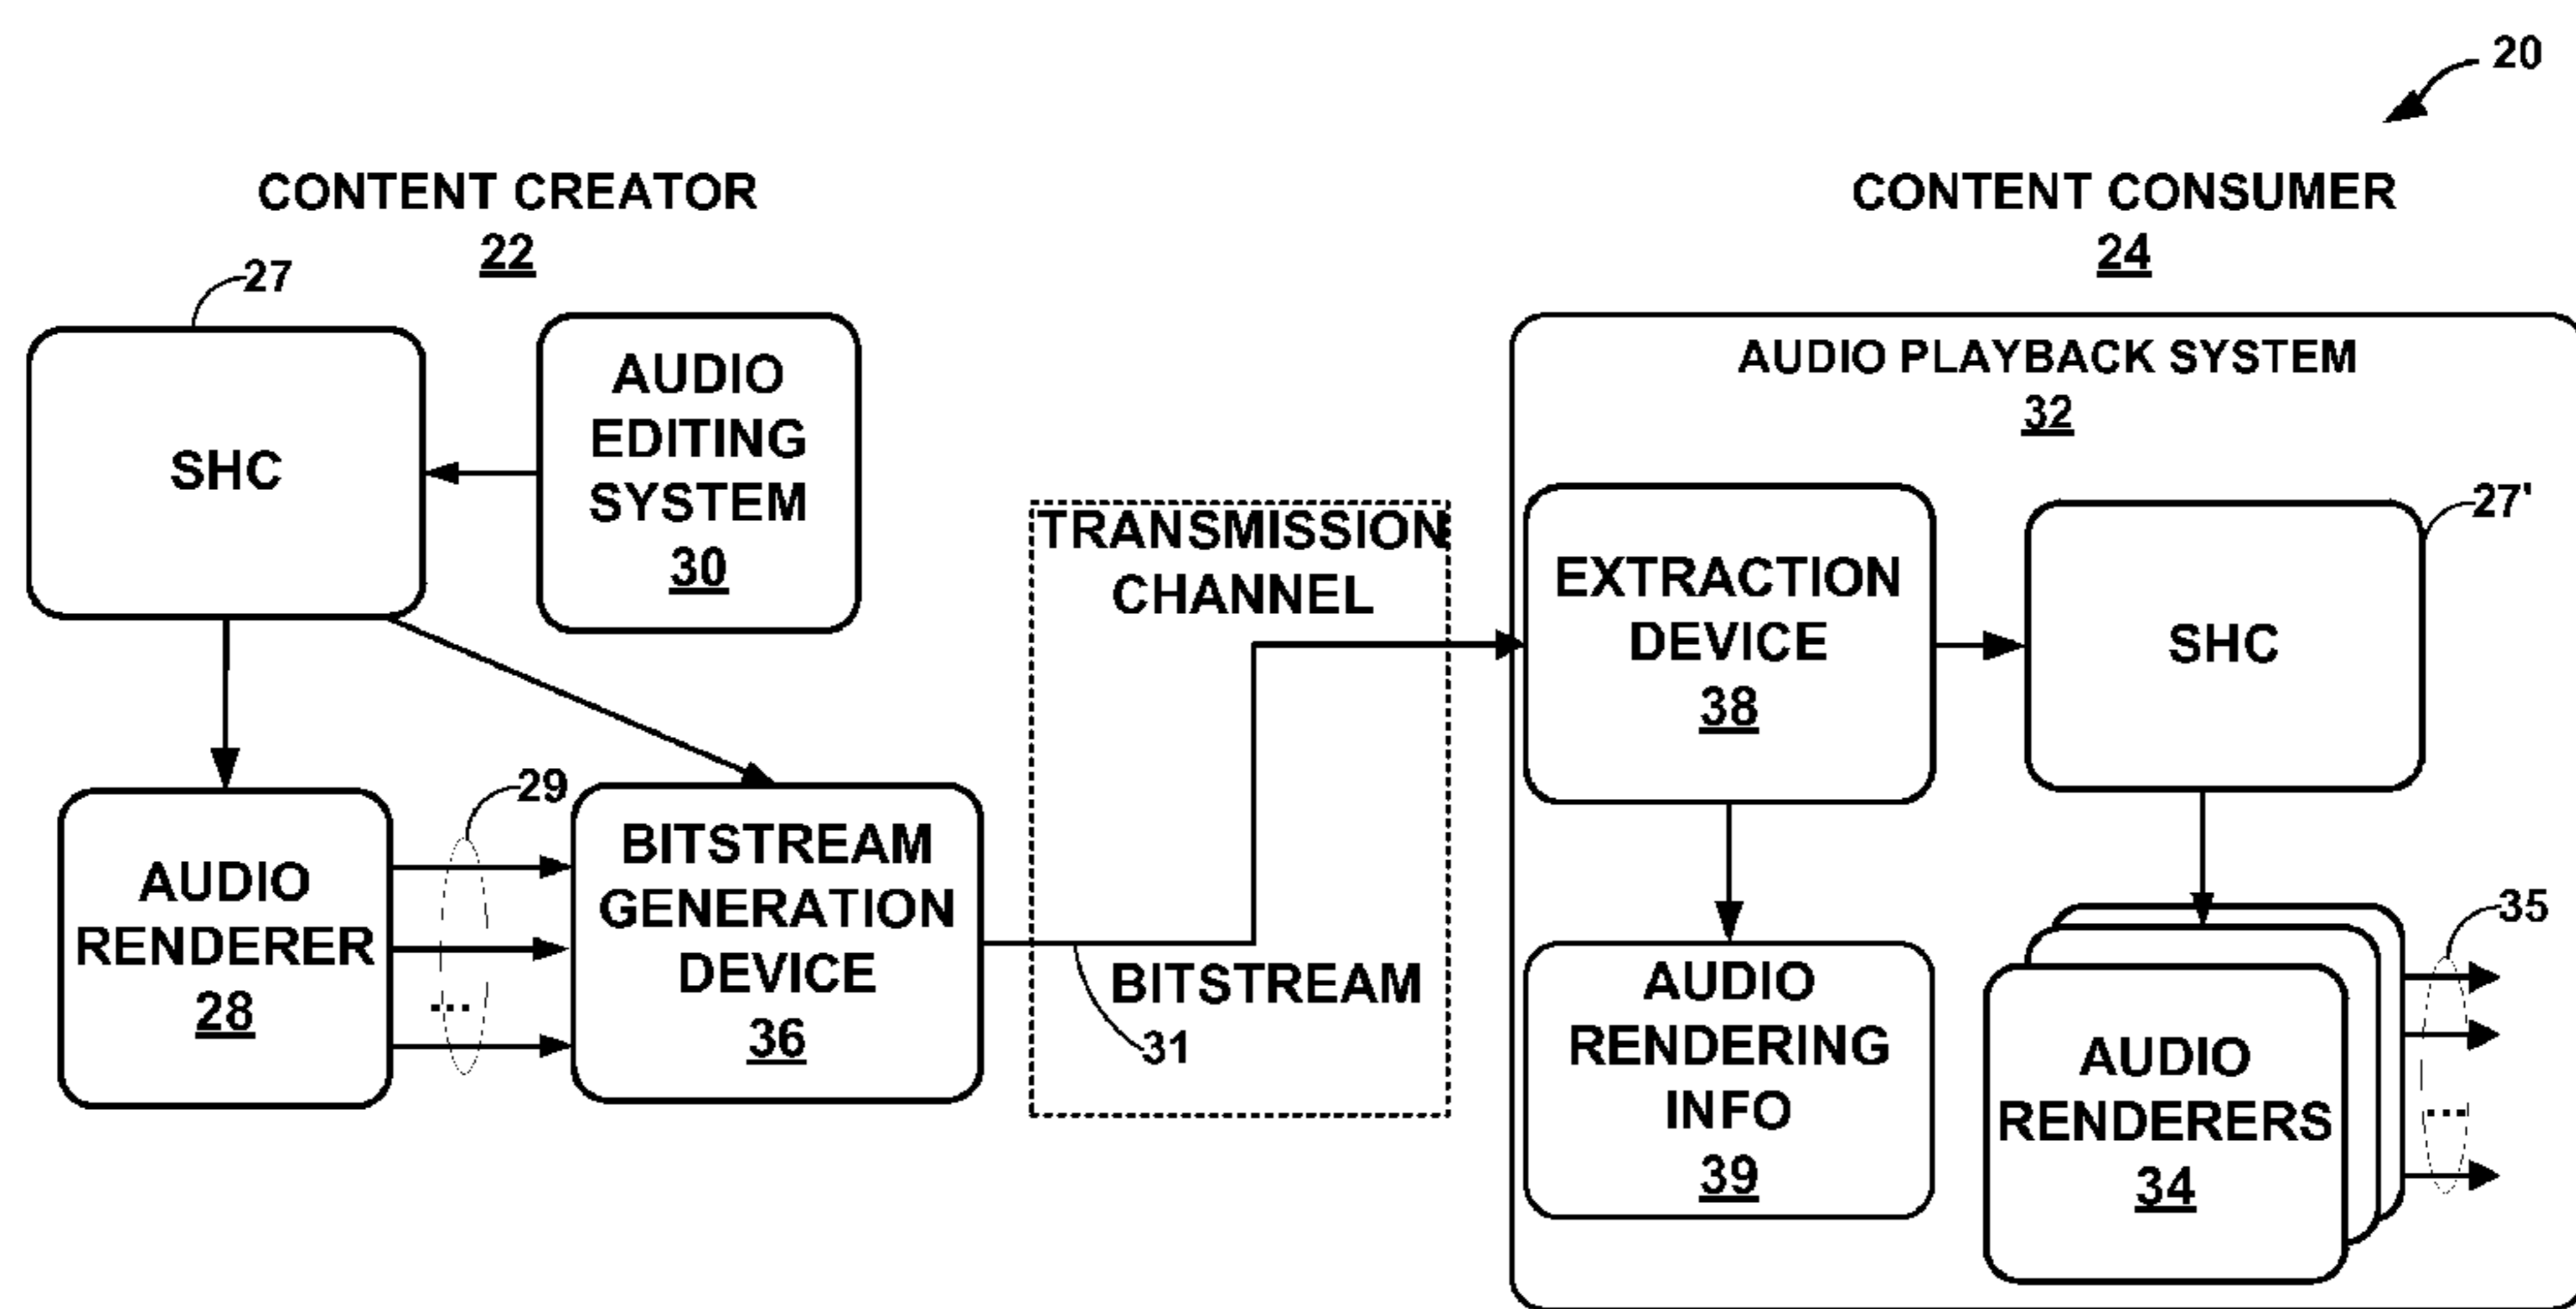 20
CONTENT CREATOR
22
27
SHC
AUDIO
EDITING
SYSTEM
30
AUDIO
RENDERER
28
29
...
BITSTREAM
GENERATION
DEVICE
36
TRANSMISSION
CHANNEL
BITSTREAM
31
CONTENT CONSUMER
24
AUDIO PLAYBACK SYSTEM
32
EXTRACTION
DEVICE
38
27'
SHC
AUDIO
RENDERING
INFO
39
AUDIO
RENDERERS
34
35
...